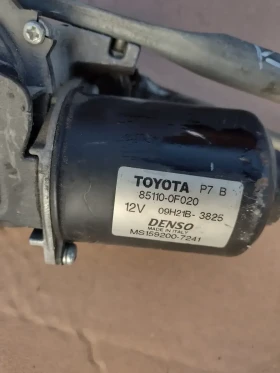 TOYOTA P7 B
85110-0F020
12V 09H21B- 3825
DENSO
MADE IN ITALY
MS159200-7241